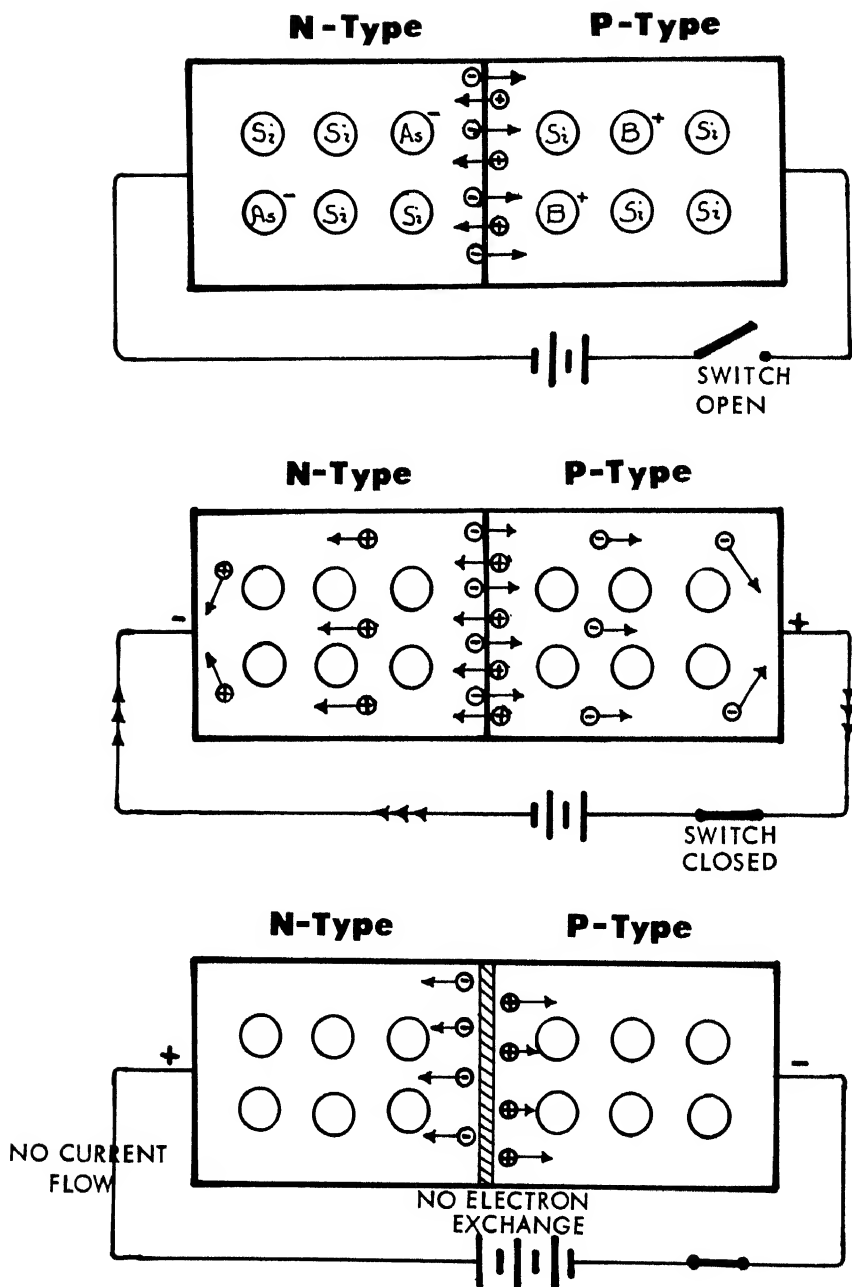 N-Type P-Type
⊖
⊕
Si Si As- ⊖ Si B+ Si
⊕
As- Si Si ⊖ B+ Si Si
⊕
⊖
SWITCH
OPEN
N-Type P-Type
⊖
⊕ ⊖ ⊖
⊕ ⊕
⊖
- ⊕ ⊕ ⊖ +
⊖
⊕ ⊕
⊕ ⊖ ⊖
⊕ ⊖
SWITCH
CLOSED
N-Type P-Type
⊖
⊕
⊖
+ ⊕ -
⊖
⊕
⊖
NO CURRENT ⊕
FLOW
NO ELECTRON
EXCHANGE